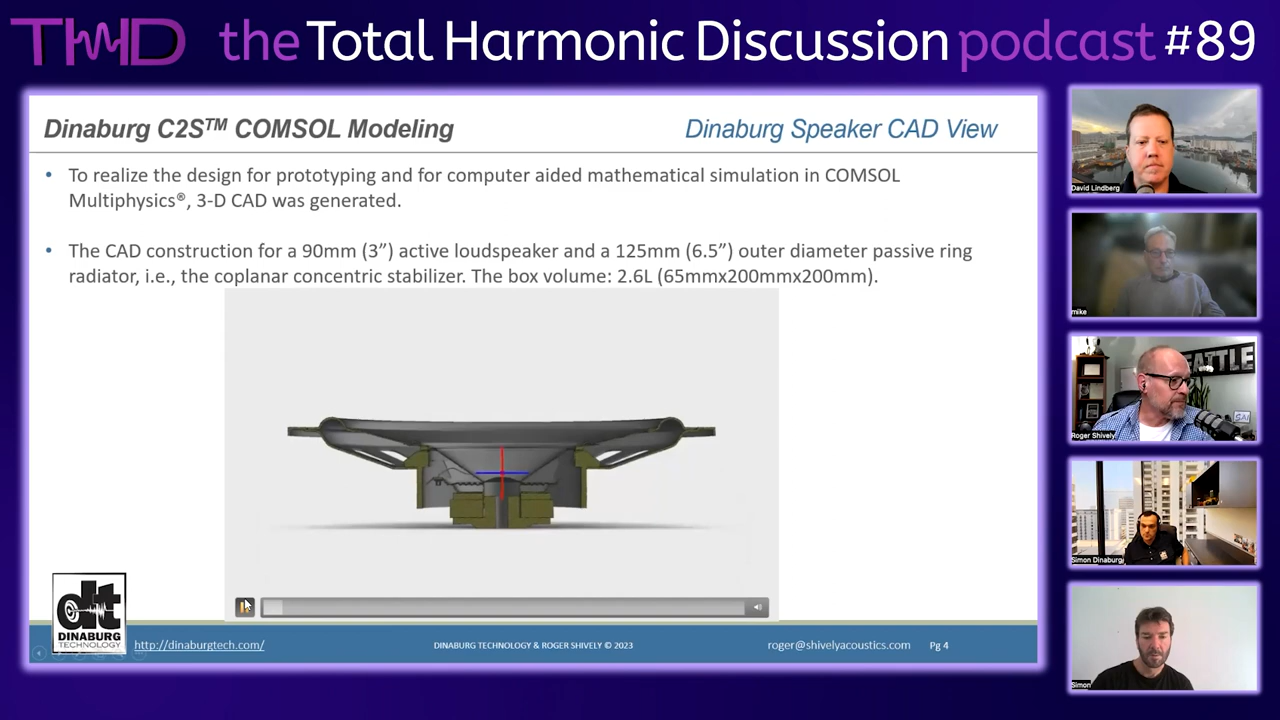 THD the Total Harmonic Discussion podcast #89
Dinaburg C2S™ COMSOL Modeling
Dinaburg Speaker CAD View
• To realize the design for prototyping and for computer aided mathematical simulation in COMSOL
Multiphysics®, 3-D CAD was generated.
• The CAD construction for a 90mm (3”) active loudspeaker and a 125mm (6.5”) outer diameter passive ring
radiator, i.e., the coplanar concentric stabilizer. The box volume: 2.6L (65mmx200mmx200mm).
dt
DINABURG
TECHNOLOGY
http://dinaburgtech.com/
DINABURG TECHNOLOGY & ROGER SHIVELY © 2023
roger@shivelyacoustics.com
Pg 4
David Lindberg
mike
EATTLE
Roger Shively
Simon Dinaburg
Simon